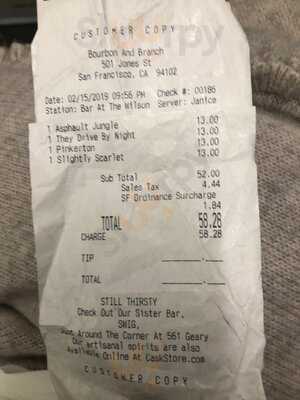 CUSTOMER COPY
Bourbon And Branch
501 Jones St
San Francisco, CA 94102
Date: 02/15/2019 09:56 PM Check #: 00186
Station: Bar At The Wilson Server: Janice
1 Asphault Jungle 13.00
1 They Drive By Night 13.00
1 Pinkerton 13.00
1 Slightly Scarlet 13.00
Sub Total 52.00
Sales Tax 4.44
SF Ordinance Surcharge
1.84
TOTAL 58.28
CHARGE 58.28
TIP ______.___
TOTAL ______.___
STILL THIRSTY
Check Out Our Sister Bar,
SWIG,
Just Around The Corner At 561 Geary
Our artisanal spirits are also
Available Online At CaskStore.com
CUSTOMER COPY